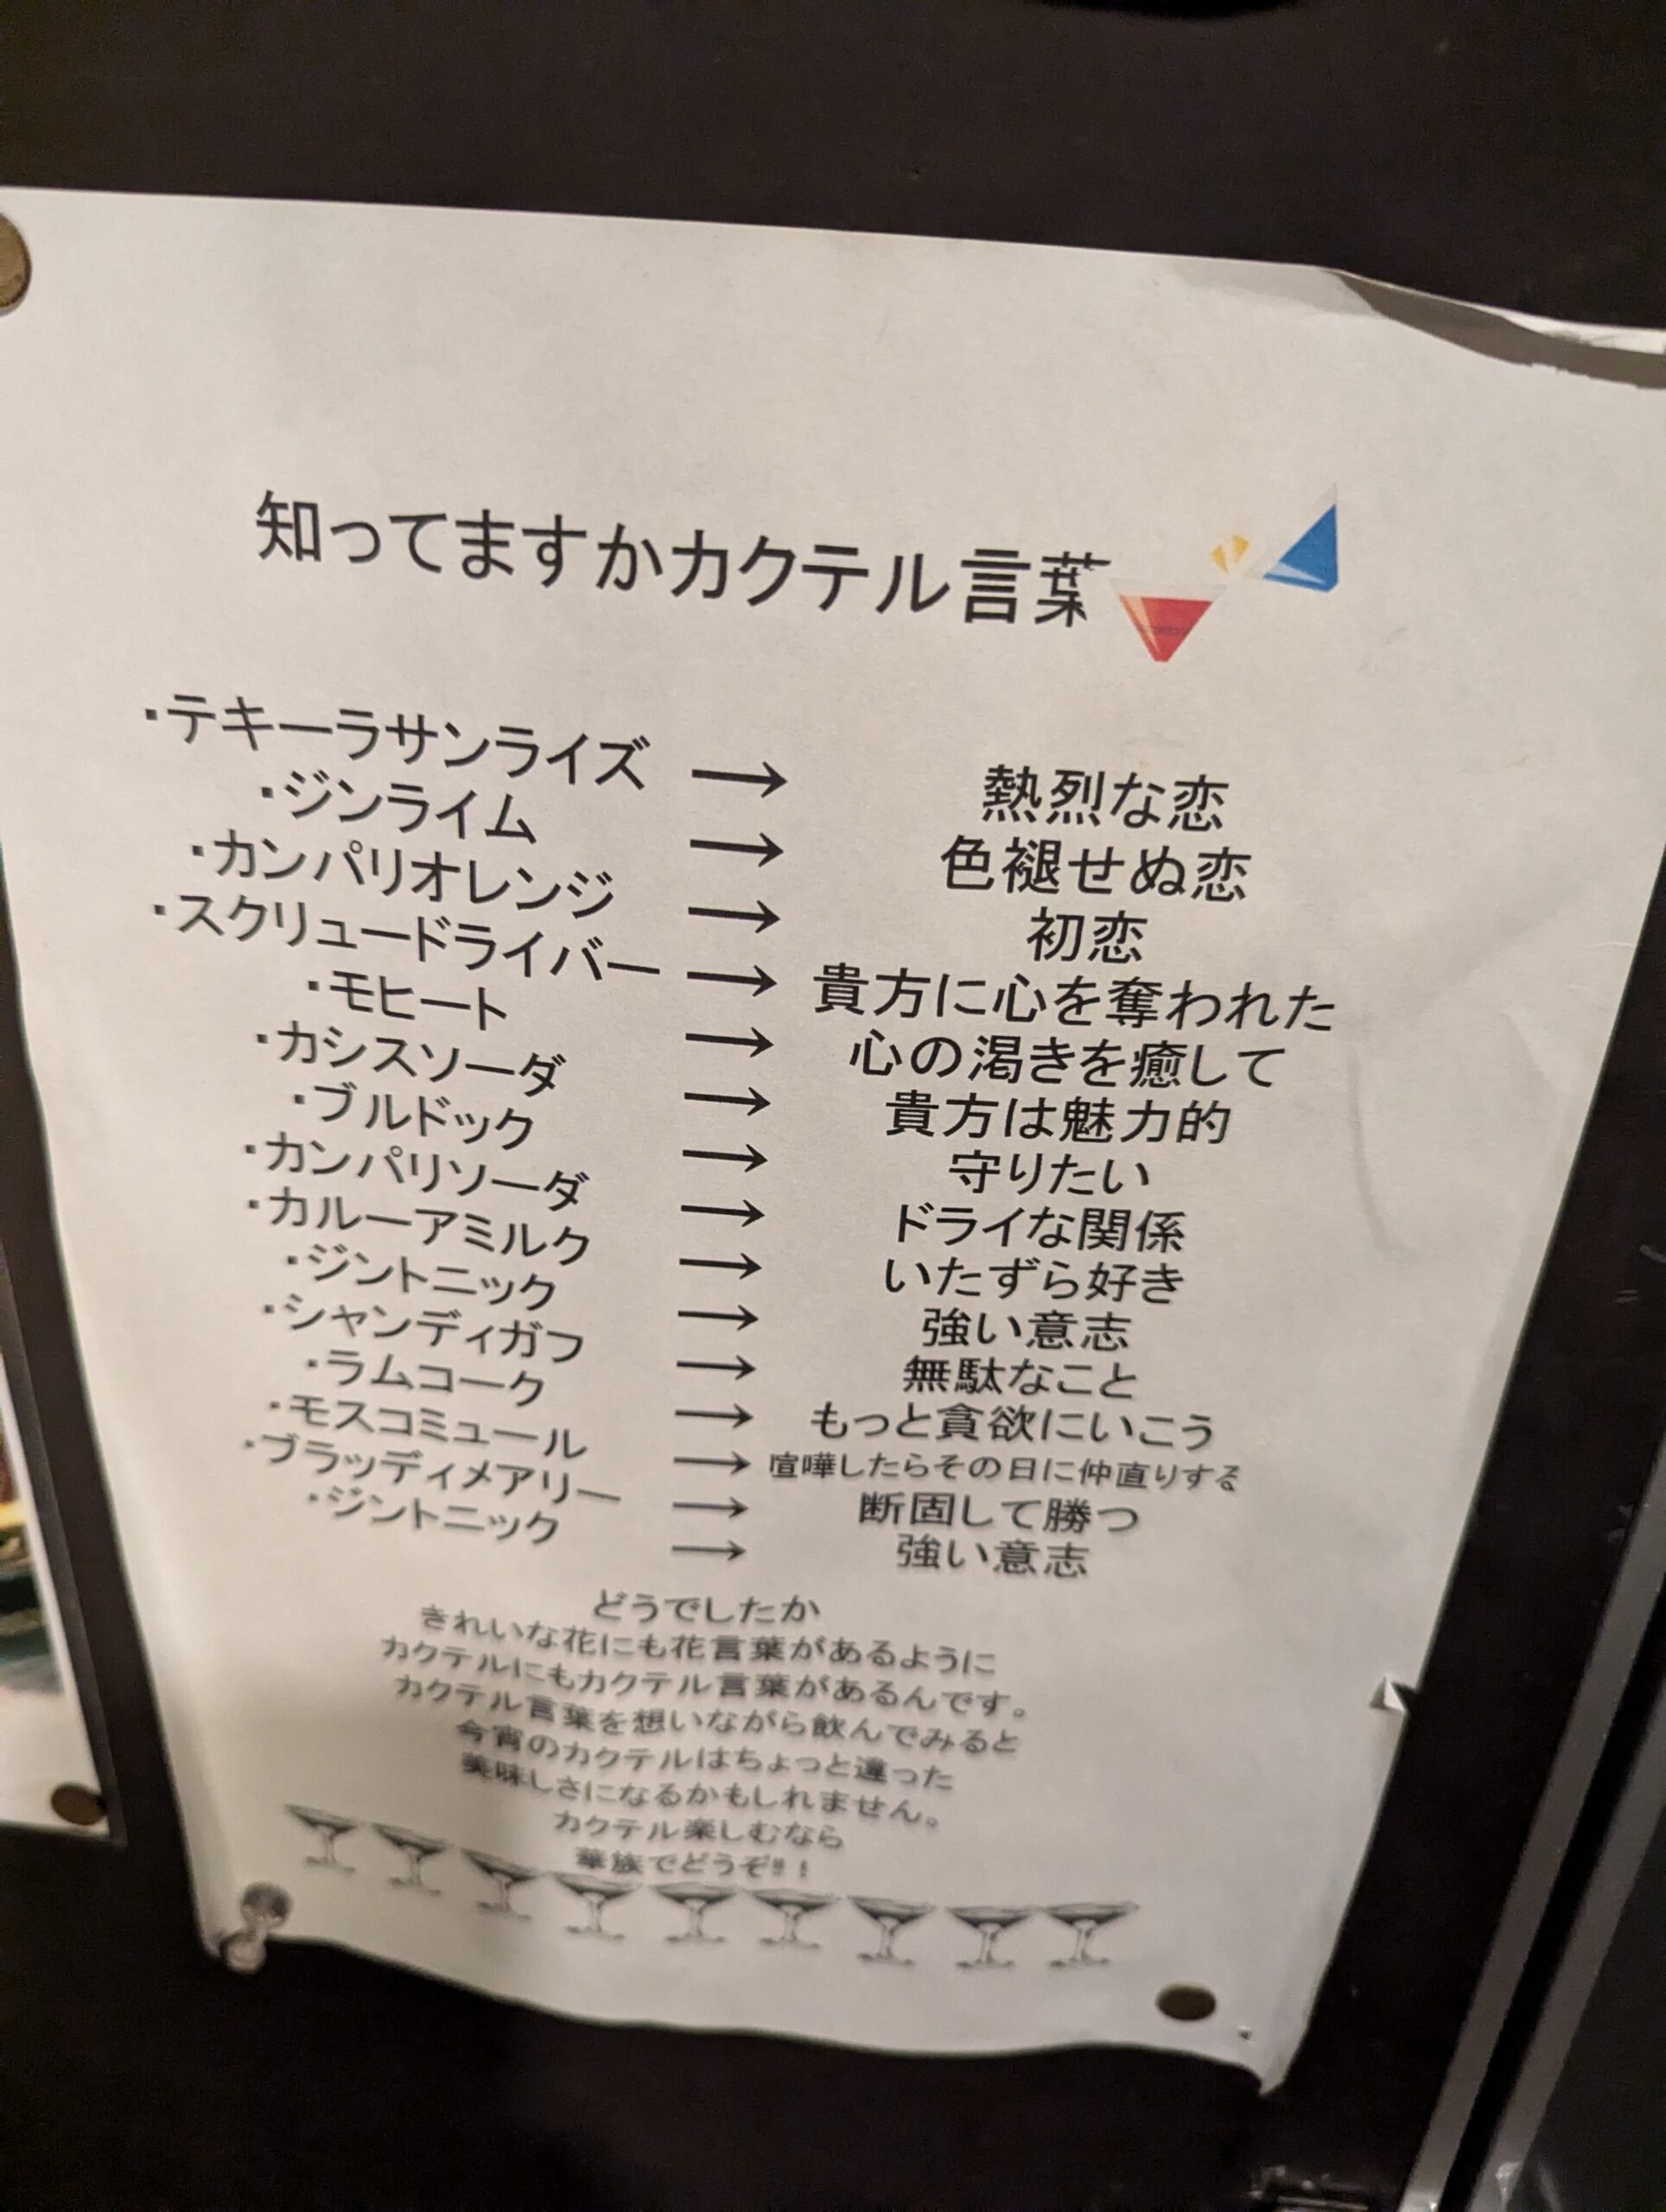 知ってますかカクテル言葉
・テキーラサンライズ → 熱烈な恋
・ジンライム → 色褪せぬ恋
・カンパリオレンジ → 初恋
・スクリュードライバー → 貴方に心を奪われた
・モヒート → 心の渇きを癒して
・カシスソーダ → 貴方は魅力的
・ブルドック → 守りたい
・カンパリソーダ → ドライな関係
・カルーアミルク → いたずら好き
・ジントニック → 強い意志
・シャンディガフ → 無駄なこと
・ラムコーク → もっと貪欲にいこう
・モスコミュール → 喧嘩したらその日に仲直りする
・ブラッディメアリー → 断固して勝つ
・ジントニック → 強い意志
どうでしたか
きれいな花にも花言葉があるように
カクテルにもカクテル言葉があるんです。
カクテル言葉を想いながら飲んでみると
今宵のカクテルはちょっと違った
美味しさになるかもしれません。
カクテル楽しむなら
華族でどうぞ!!!